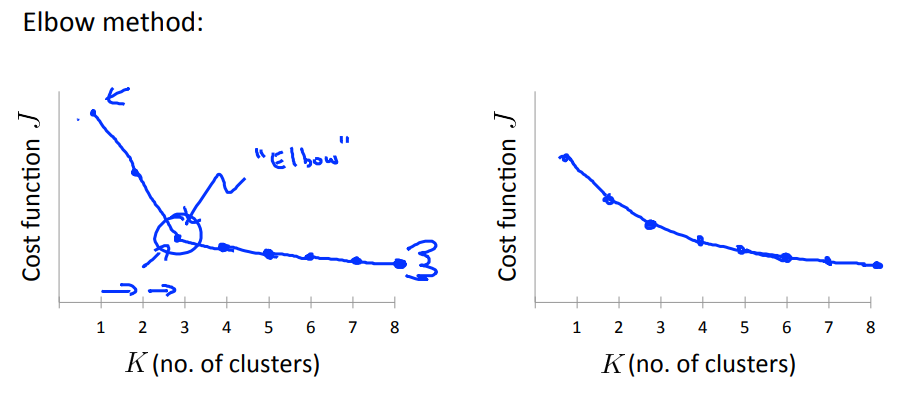 Elbow method:
"Elbow"
Cost function J
1 2 3 4 5 6 7 8
K (no. of clusters)
Cost function J
1 2 3 4 5 6 7 8
K (no. of clusters)